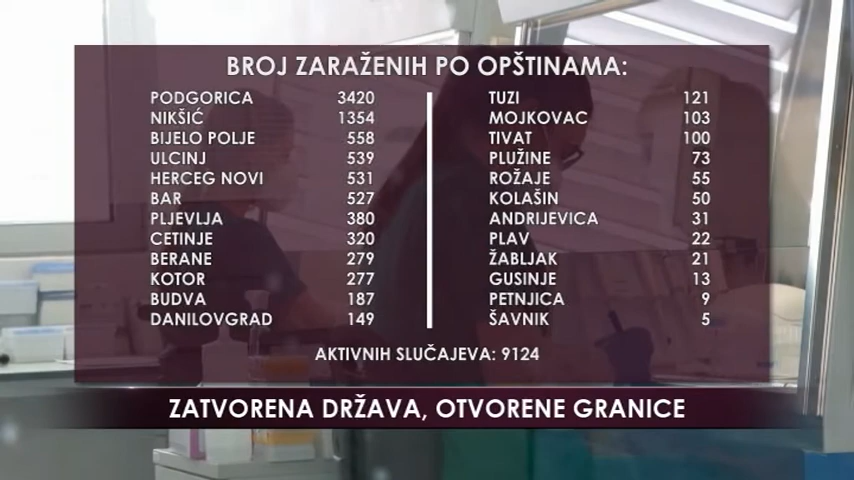 BROJ ZARAŽENIH PO OPŠTINAMA:
PODGORICA 3420
NIKŠIĆ 1354
BIJELO POLJE 558
ULCINJ 539
HERCEG NOVI 531
BAR 527
PLJEVLJA 380
CETINJE 320
BERANE 279
KOTOR 277
BUDVA 187
DANILOVGRAD 149
TUZI 121
MOJKOVAC 103
TIVAT 100
PLUŽINE 73
ROŽAJE 55
KOLAŠIN 50
ANDRIJEVICA 31
PLAV 22
ŽABLJAK 21
GUSINJE 13
PETNJICA 9
ŠAVNIK 5
AKTIVNIH SLUČAJEVA: 9124
ZATVORENA DRŽAVA, OTVORENE GRANICE